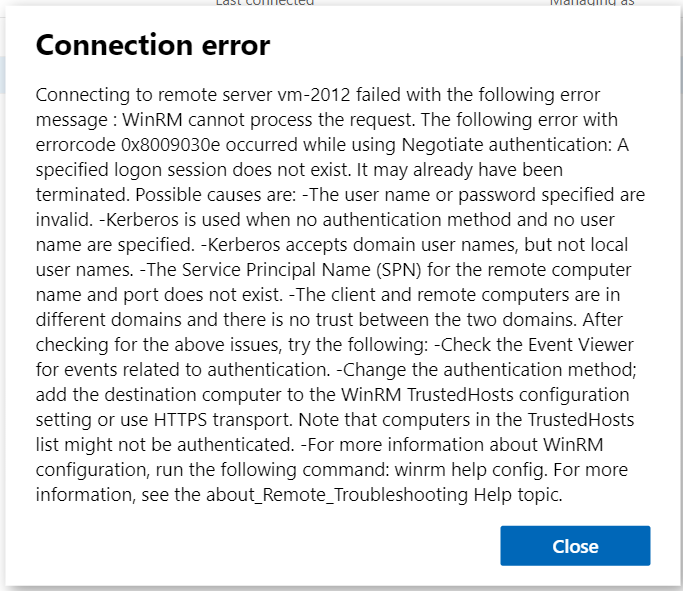 Last connected Managing as
Connection error
Connecting to remote server vm-2012 failed with the following error
message : WinRM cannot process the request. The following error with
errorcode 0x8009030e occurred while using Negotiate authentication: A
specified logon session does not exist. It may already have been
terminated. Possible causes are: -The user name or password specified are
invalid. -Kerberos is used when no authentication method and no user
name are specified. -Kerberos accepts domain user names, but not local
user names. -The Service Principal Name (SPN) for the remote computer
name and port does not exist. -The client and remote computers are in
different domains and there is no trust between the two domains. After
checking for the above issues, try the following: -Check the Event Viewer
for events related to authentication. -Change the authentication method;
add the destination computer to the WinRM TrustedHosts configuration
setting or use HTTPS transport. Note that computers in the TrustedHosts
list might not be authenticated. -For more information about WinRM
configuration, run the following command: winrm help config. For more
information, see the about_Remote_Troubleshooting Help topic.
Close